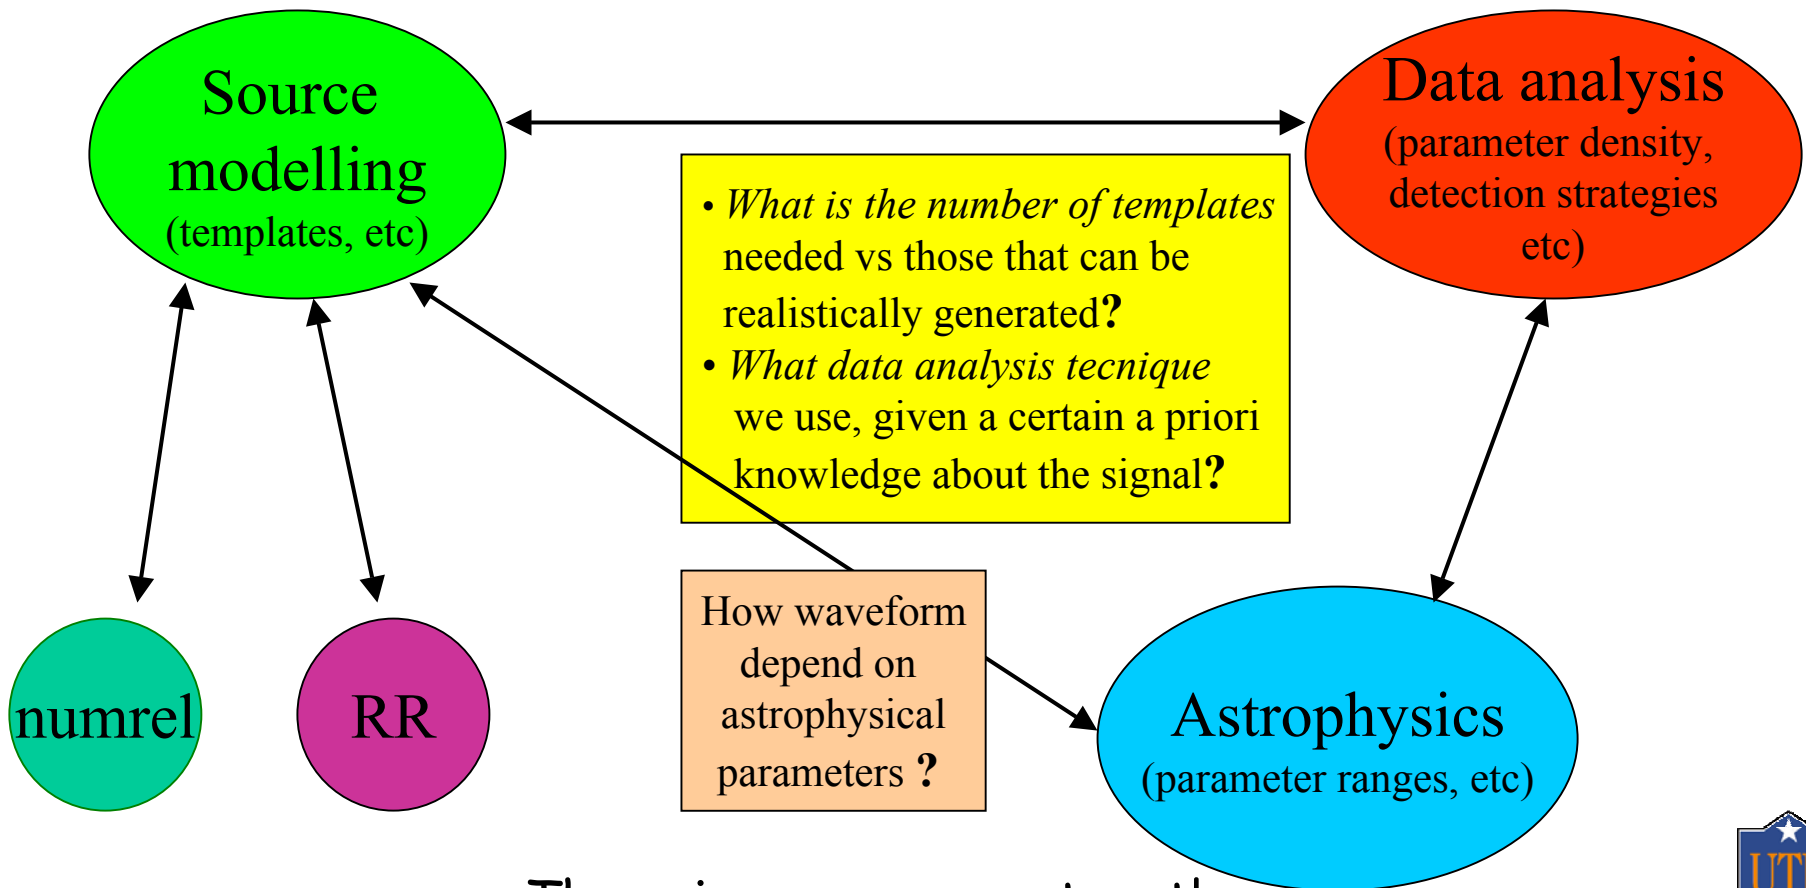 Source
modelling
(templates, etc)
Data analysis
(parameter density,
detection strategies
etc)
• What is the number of templates
needed vs those that can be
realistically generated?
• What data analysis tecnique
we use, given a certain a priori
knowledge about the signal?
How waveform
depend on
astrophysical
parameters ?
numrel
RR
Astrophysics
(parameter ranges, etc)